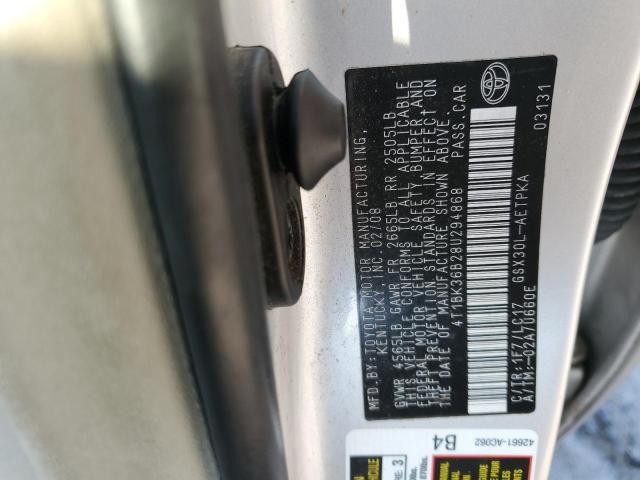 MFD.BY:TOYOTA MOTOR MANUFACTURING,
KENTUCKY, INC. 02/08
GVWR 4565LB GAWR FR 2665LB RR 2505LB
THIS VEHICLE CONFORMS TO ALL APPLICABLE
FEDERAL MOTOR VEHICLE SAFETY, BUMPER, AND
THEFT PREVENTION STANDARDS IN EFFECT ON
THE DATE OF MANUFACTURE SHOWN ABOVE.
4T1BK36B28U294868 PASS.CAR
C/TR:1F7/LC17 GSX30L-AETPKA
A/TM:-02A/U660E 03131
42661-AC062
B4